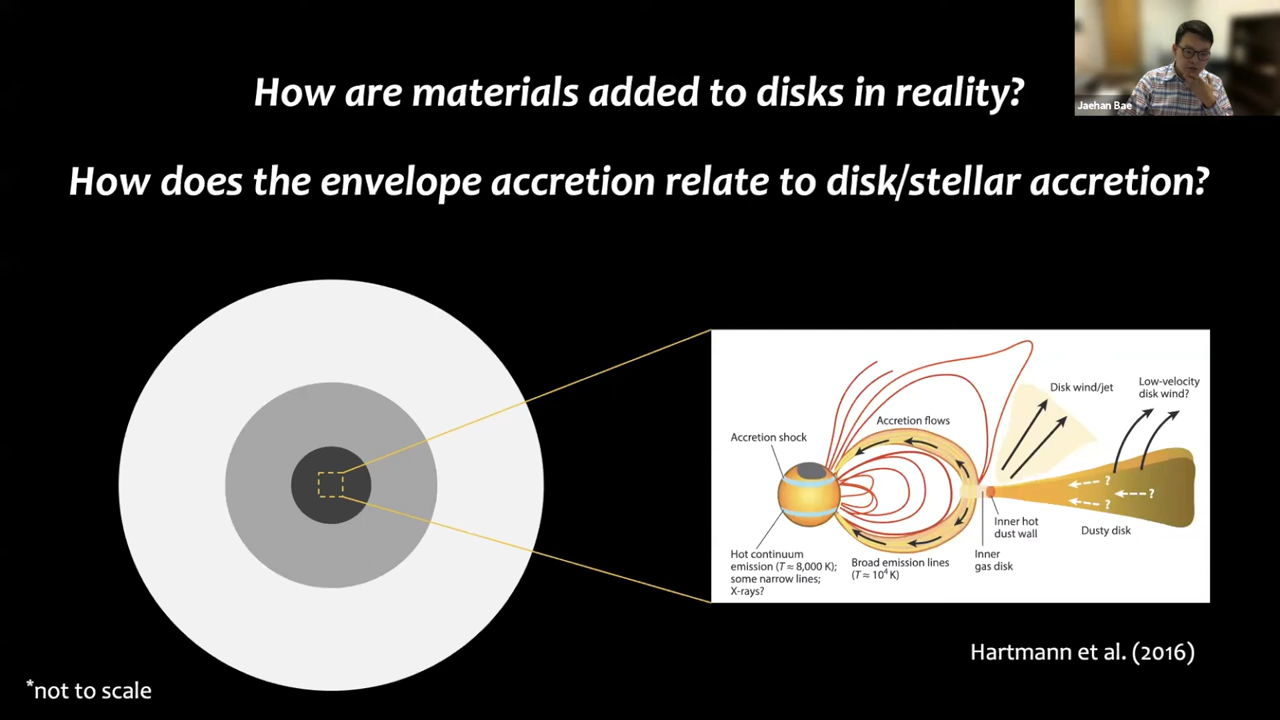 How are materials added to disks in reality?
Jaehan Bae
How does the envelope accretion relate to disk/stellar accretion?
Disk wind/jet
Low-velocity
disk wind?
Accretion flows
Accretion shock
?
?
?
Inner hot
dust wall
Dusty disk
Hot continuum
emission (T ≈ 8,000 K);
some narrow lines;
X-rays?
Broad emission lines
(T ≈ 10⁴ K)
Inner
gas disk
Hartmann et al. (2016)
*not to scale